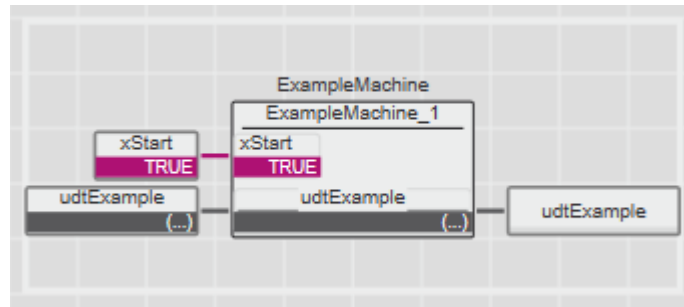 ExampleMachine
ExampleMachine_1
xStart
xStart
TRUE
TRUE
udtExample
udtExample
udtExample
(...)
(...)